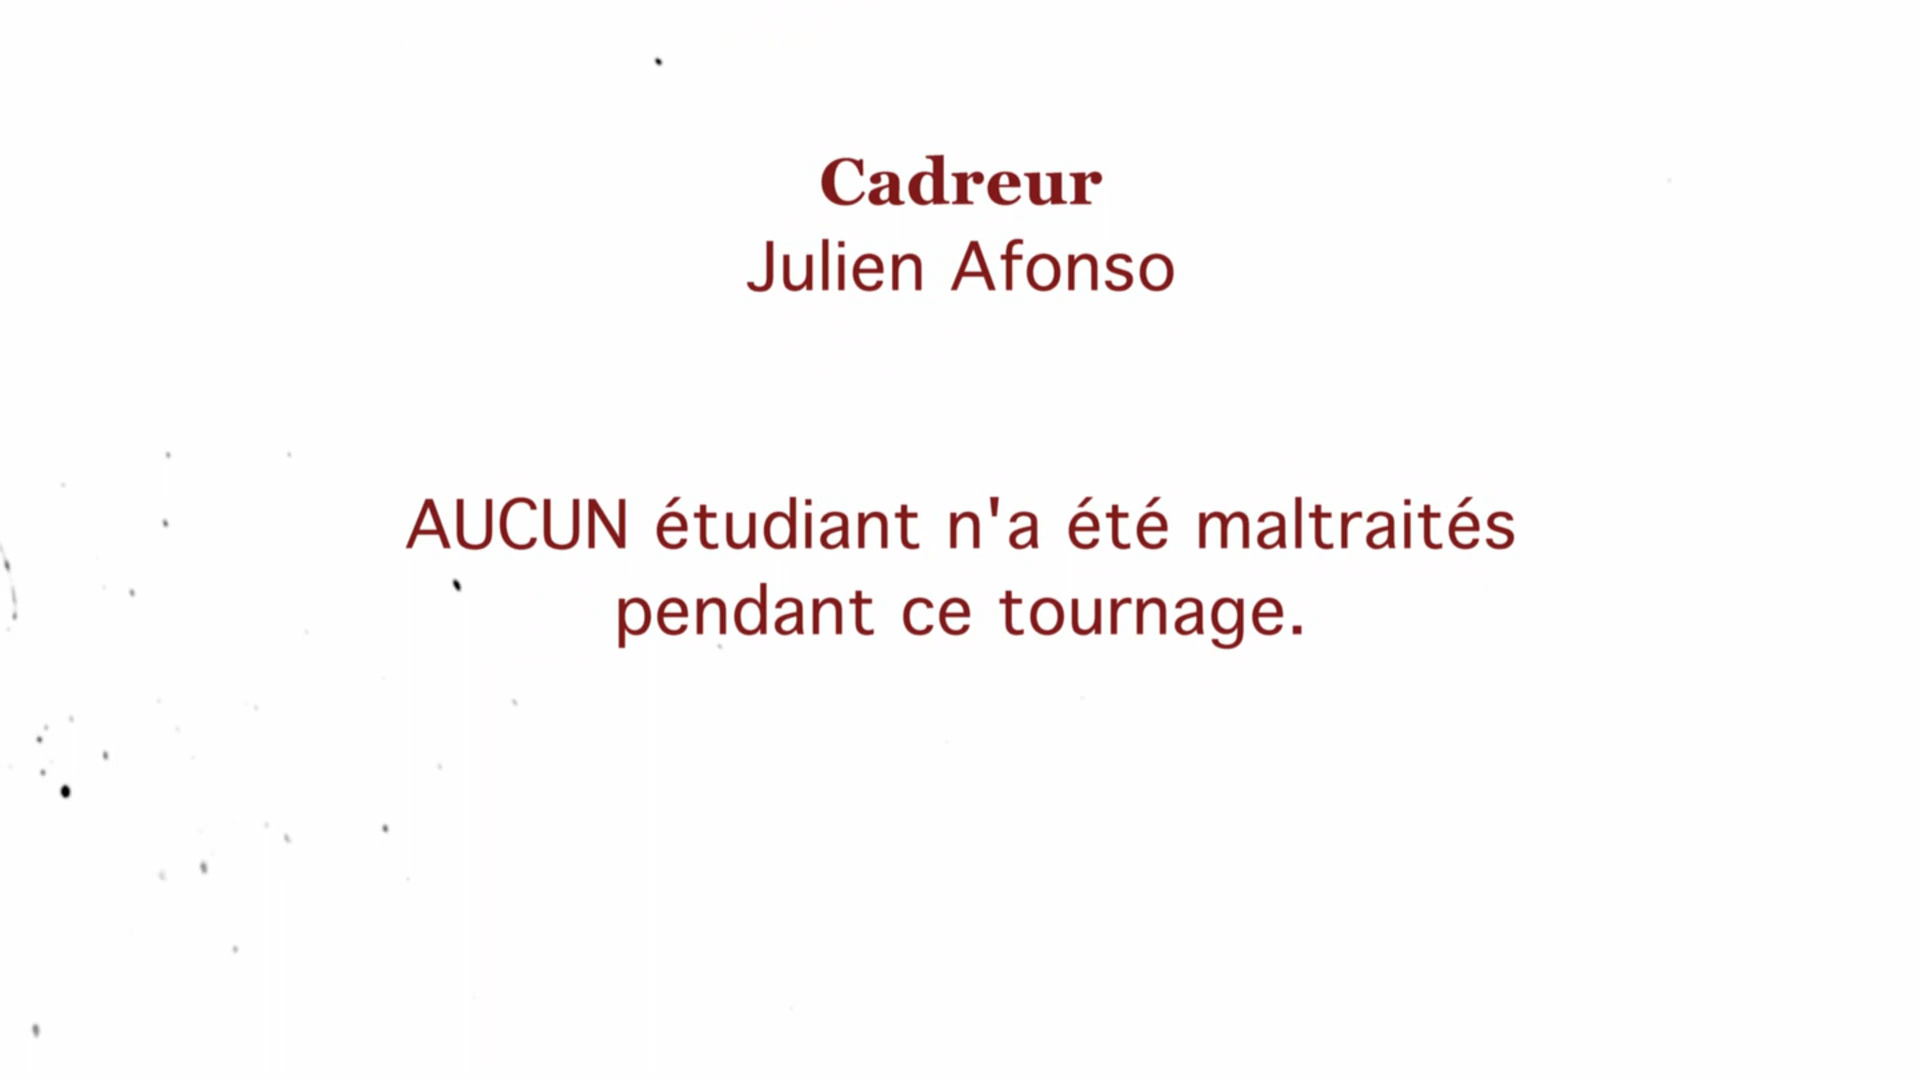 Cadreur
Julien Afonso
AUCUN étudiant n'a été maltraités
pendant ce tournage.